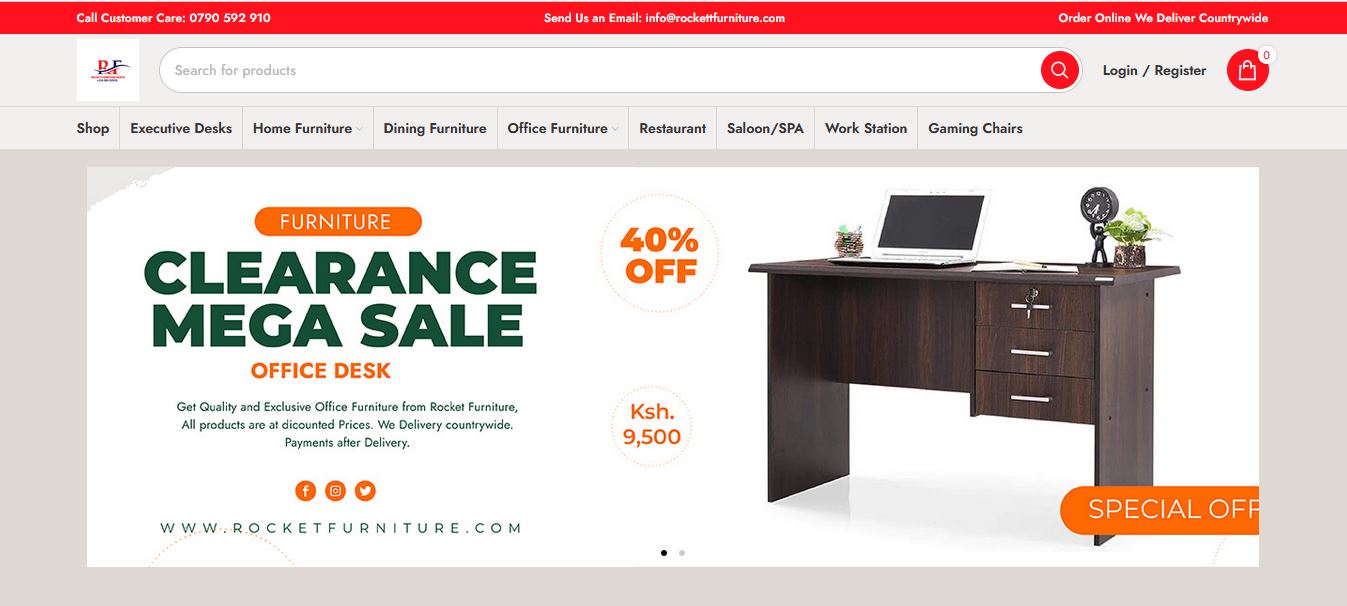 Call Customer Care: 0790 592 910
Send Us an Email: info@rockettfurniture.com
Order Online We Deliver Countrywide
RF
Search for products
Login / Register
0
Shop
Executive Desks
Home Furniture
Dining Furniture
Office Furniture
Restaurant
Saloon/SPA
Work Station
Gaming Chairs
FURNITURE
CLEARANCE
MEGA SALE
OFFICE DESK
Get Quality and Exclusive Office Furniture from Rocket Furniture,
All products are at dicounted Prices. We Delivery countrywide.
Payments after Delivery.
WWW.ROCKETFURNITURE.COM
40%
OFF
Ksh.
9,500
SPECIAL OFF